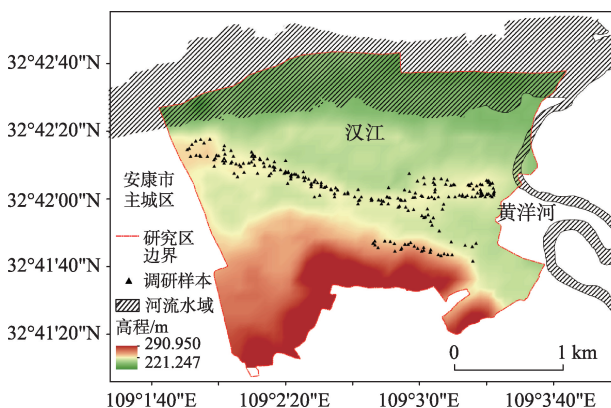 32°42'40"N
32°42'20"N
汉江
安康市
主城区
32°42'00"N
黄洋河
研究区
边界
32°41'40"N
调研样本
河流水域
高程/m
32°41'20"N
290.950
221.247
0 1 km
109°1'40"E 109°2'20"E 109°3'0"E 109°3'40"E